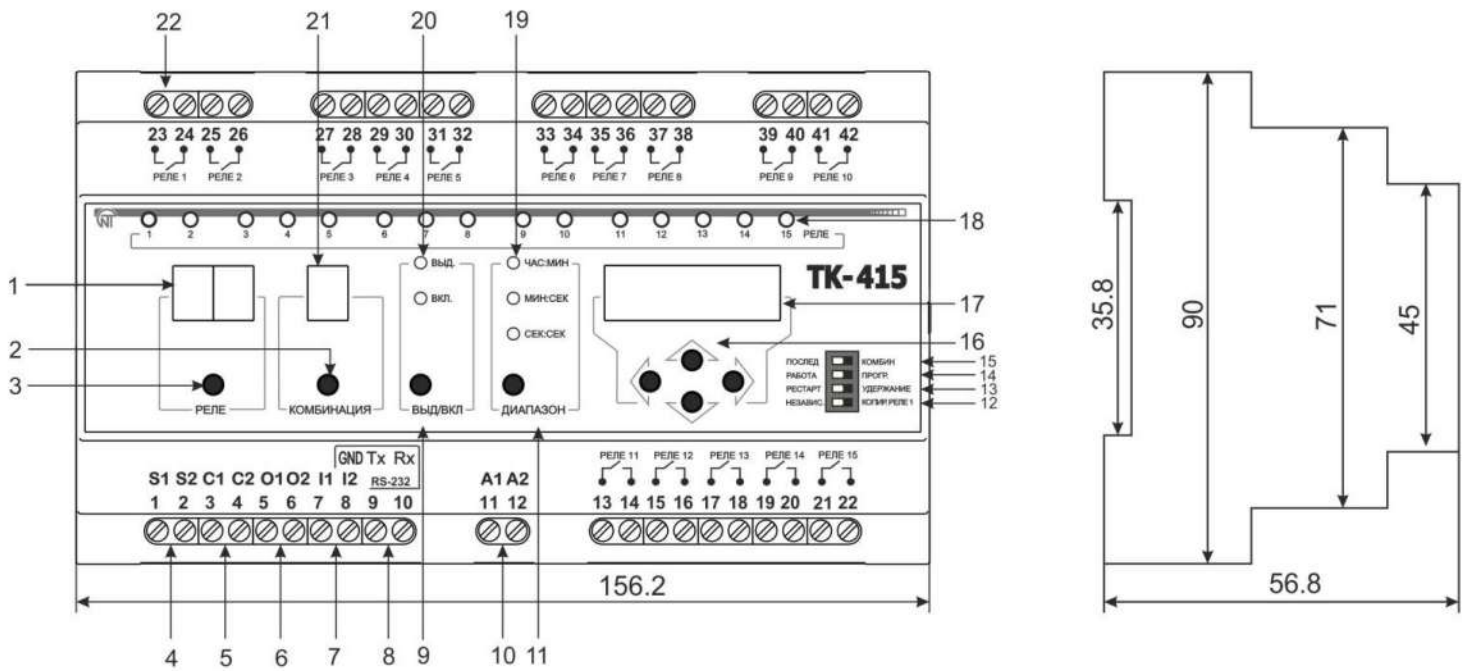 22 21 20 19
23 24 25 26 27 28 29 30 31 32 33 34 35 36 37 38 39 40 41 42
РЕЛЕ 1 РЕЛЕ 2 РЕЛЕ 3 РЕЛЕ 4 РЕЛЕ 5 РЕЛЕ 6 РЕЛЕ 7 РЕЛЕ 8 РЕЛЕ 9 РЕЛЕ 10
1 2 3 4 5 6 7 8 9 10 11 12 13 14 15 РЕЛЕ 18
ВЫД. ЧАС:МИН
ТК-415
1
ВКЛ. МИН:СЕК
17
СЕК:СЕК
16
2
ПОСЛЕД КОМБИН 15
РАБОТА ПРОГР. 14
3
РЕСТАРТ УДЕРЖАНИЕ 13
НЕЗАВИС. КОПИР.РЕЛЕ 1 12
РЕЛЕ КОМБИНАЦИЯ ВЫД/ВКЛ ДИАПАЗОН
GND Tx Rx
RS-232
РЕЛЕ 11 РЕЛЕ 12 РЕЛЕ 13 РЕЛЕ 14 РЕЛЕ 15
S1 S2 C1 C2 O1 O2 I1 I2 A1 A2
1 2 3 4 5 6 7 8 9 10 11 12 13 14 15 16 17 18 19 20 21 22
156.2
4 5 6 7 8 9 10 11
35.8 90 71 45
56.8